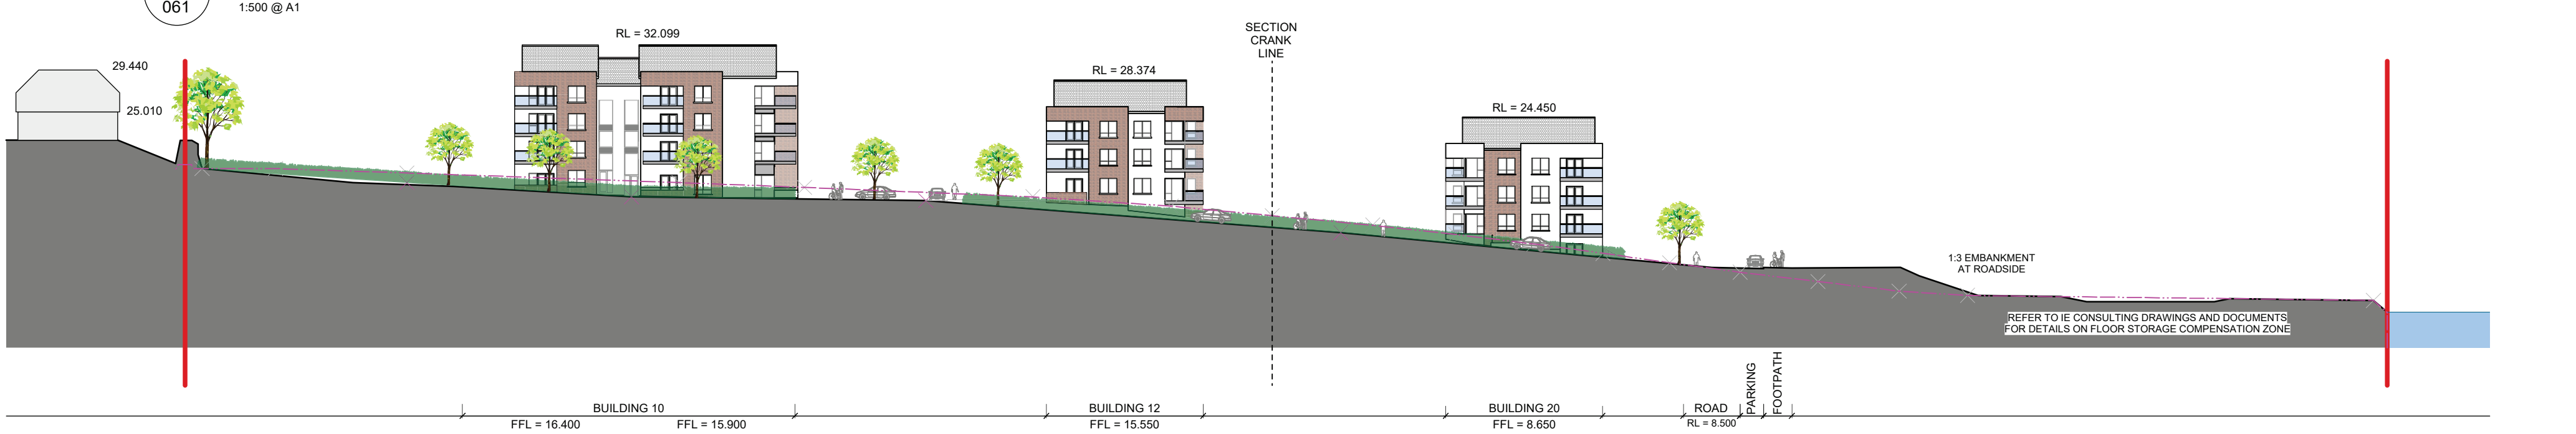 061
1:500 @ A1
RL = 32.099
29.440
25.010
RL = 28.374
SECTION
CRANK
LINE
RL = 24.450
1:3 EMBANKMENT
AT ROADSIDE
REFER TO IE CONSULTING DRAWINGS AND DOCUMENTS
FOR DETAILS ON FLOOR STORAGE COMPENSATION ZONE
PARKING
FOOTPATH
BUILDING 10
FFL = 16.400
FFL = 15.900
BUILDING 12
FFL = 15.550
BUILDING 20
FFL = 8.650
ROAD
RL = 8.500